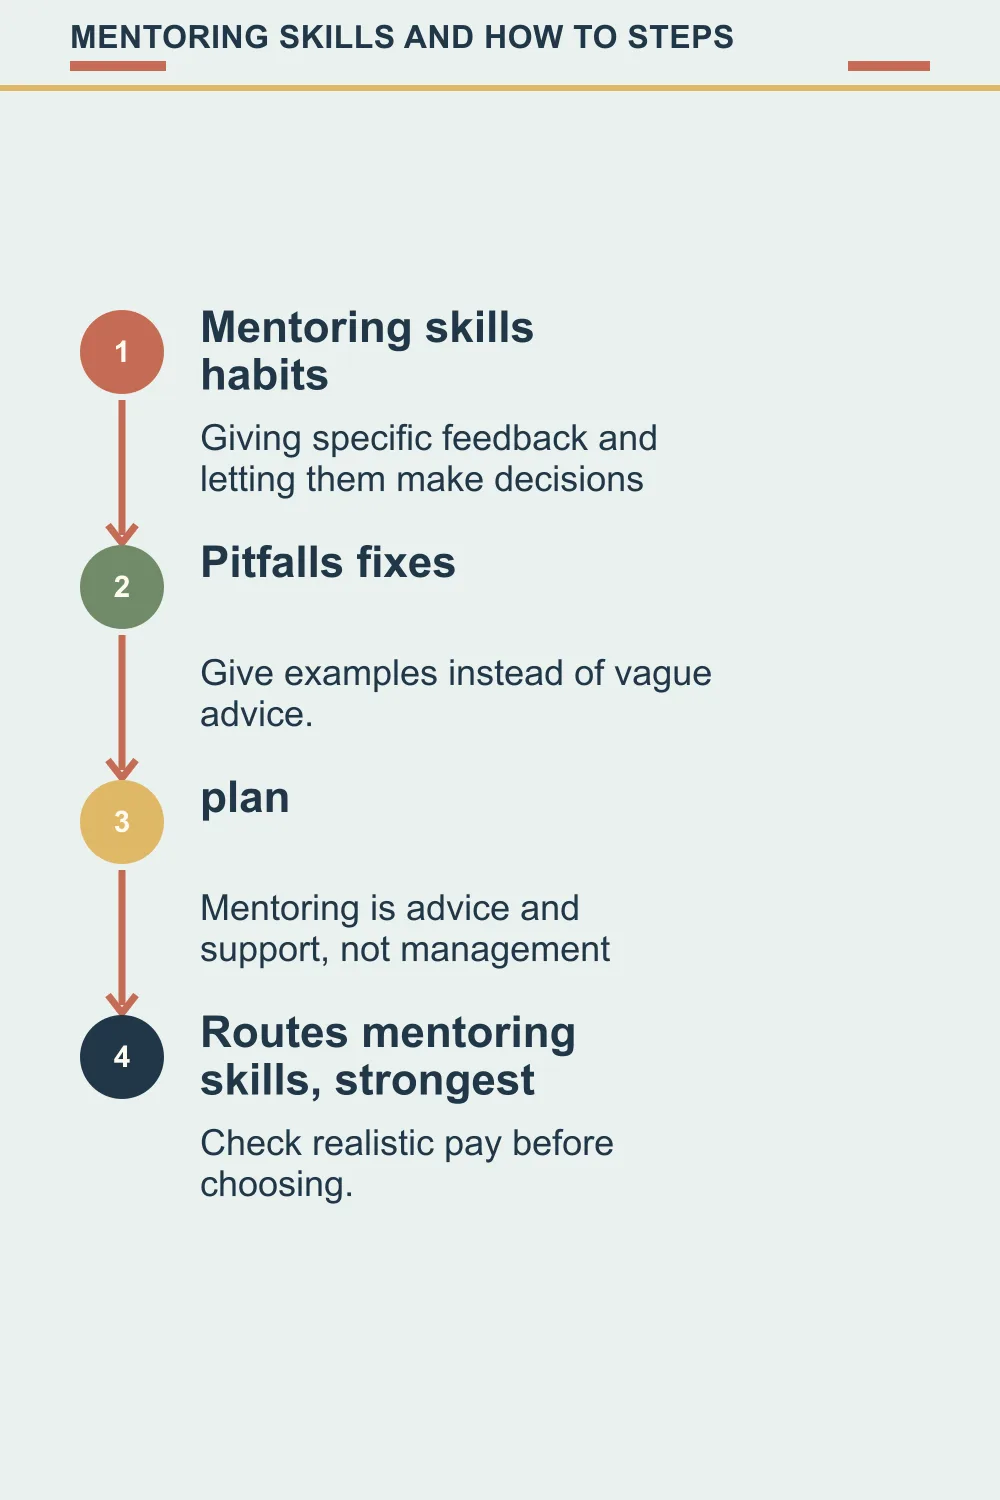 MENTORING SKILLS AND HOW TO STEPS
1
Mentoring skills
habits
Giving specific feedback and
letting them make decisions
2
Pitfalls fixes
Give examples instead of vague
advice.
3
plan
Mentoring is advice and
support, not management
4
Routes mentoring
skills, strongest
Check realistic pay before
choosing.